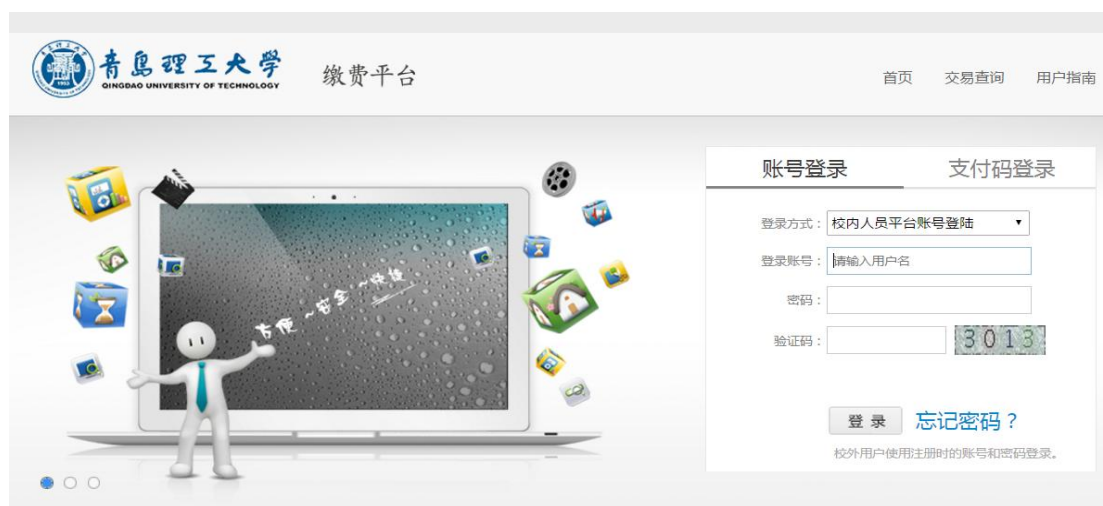 青島理工大學
QINGDAO UNIVERSITY OF TECHNOLOGY
缴费平台
首页 交易查询 用户指南
账号登录 支付码登录
方便~安全~快捷
登录方式： 校内人员平台账号登陆
登录账号： 请输入用户名
密码：
验证码： 3013
登 录 忘记密码？
校外用户使用注册时的账号和密码登录。